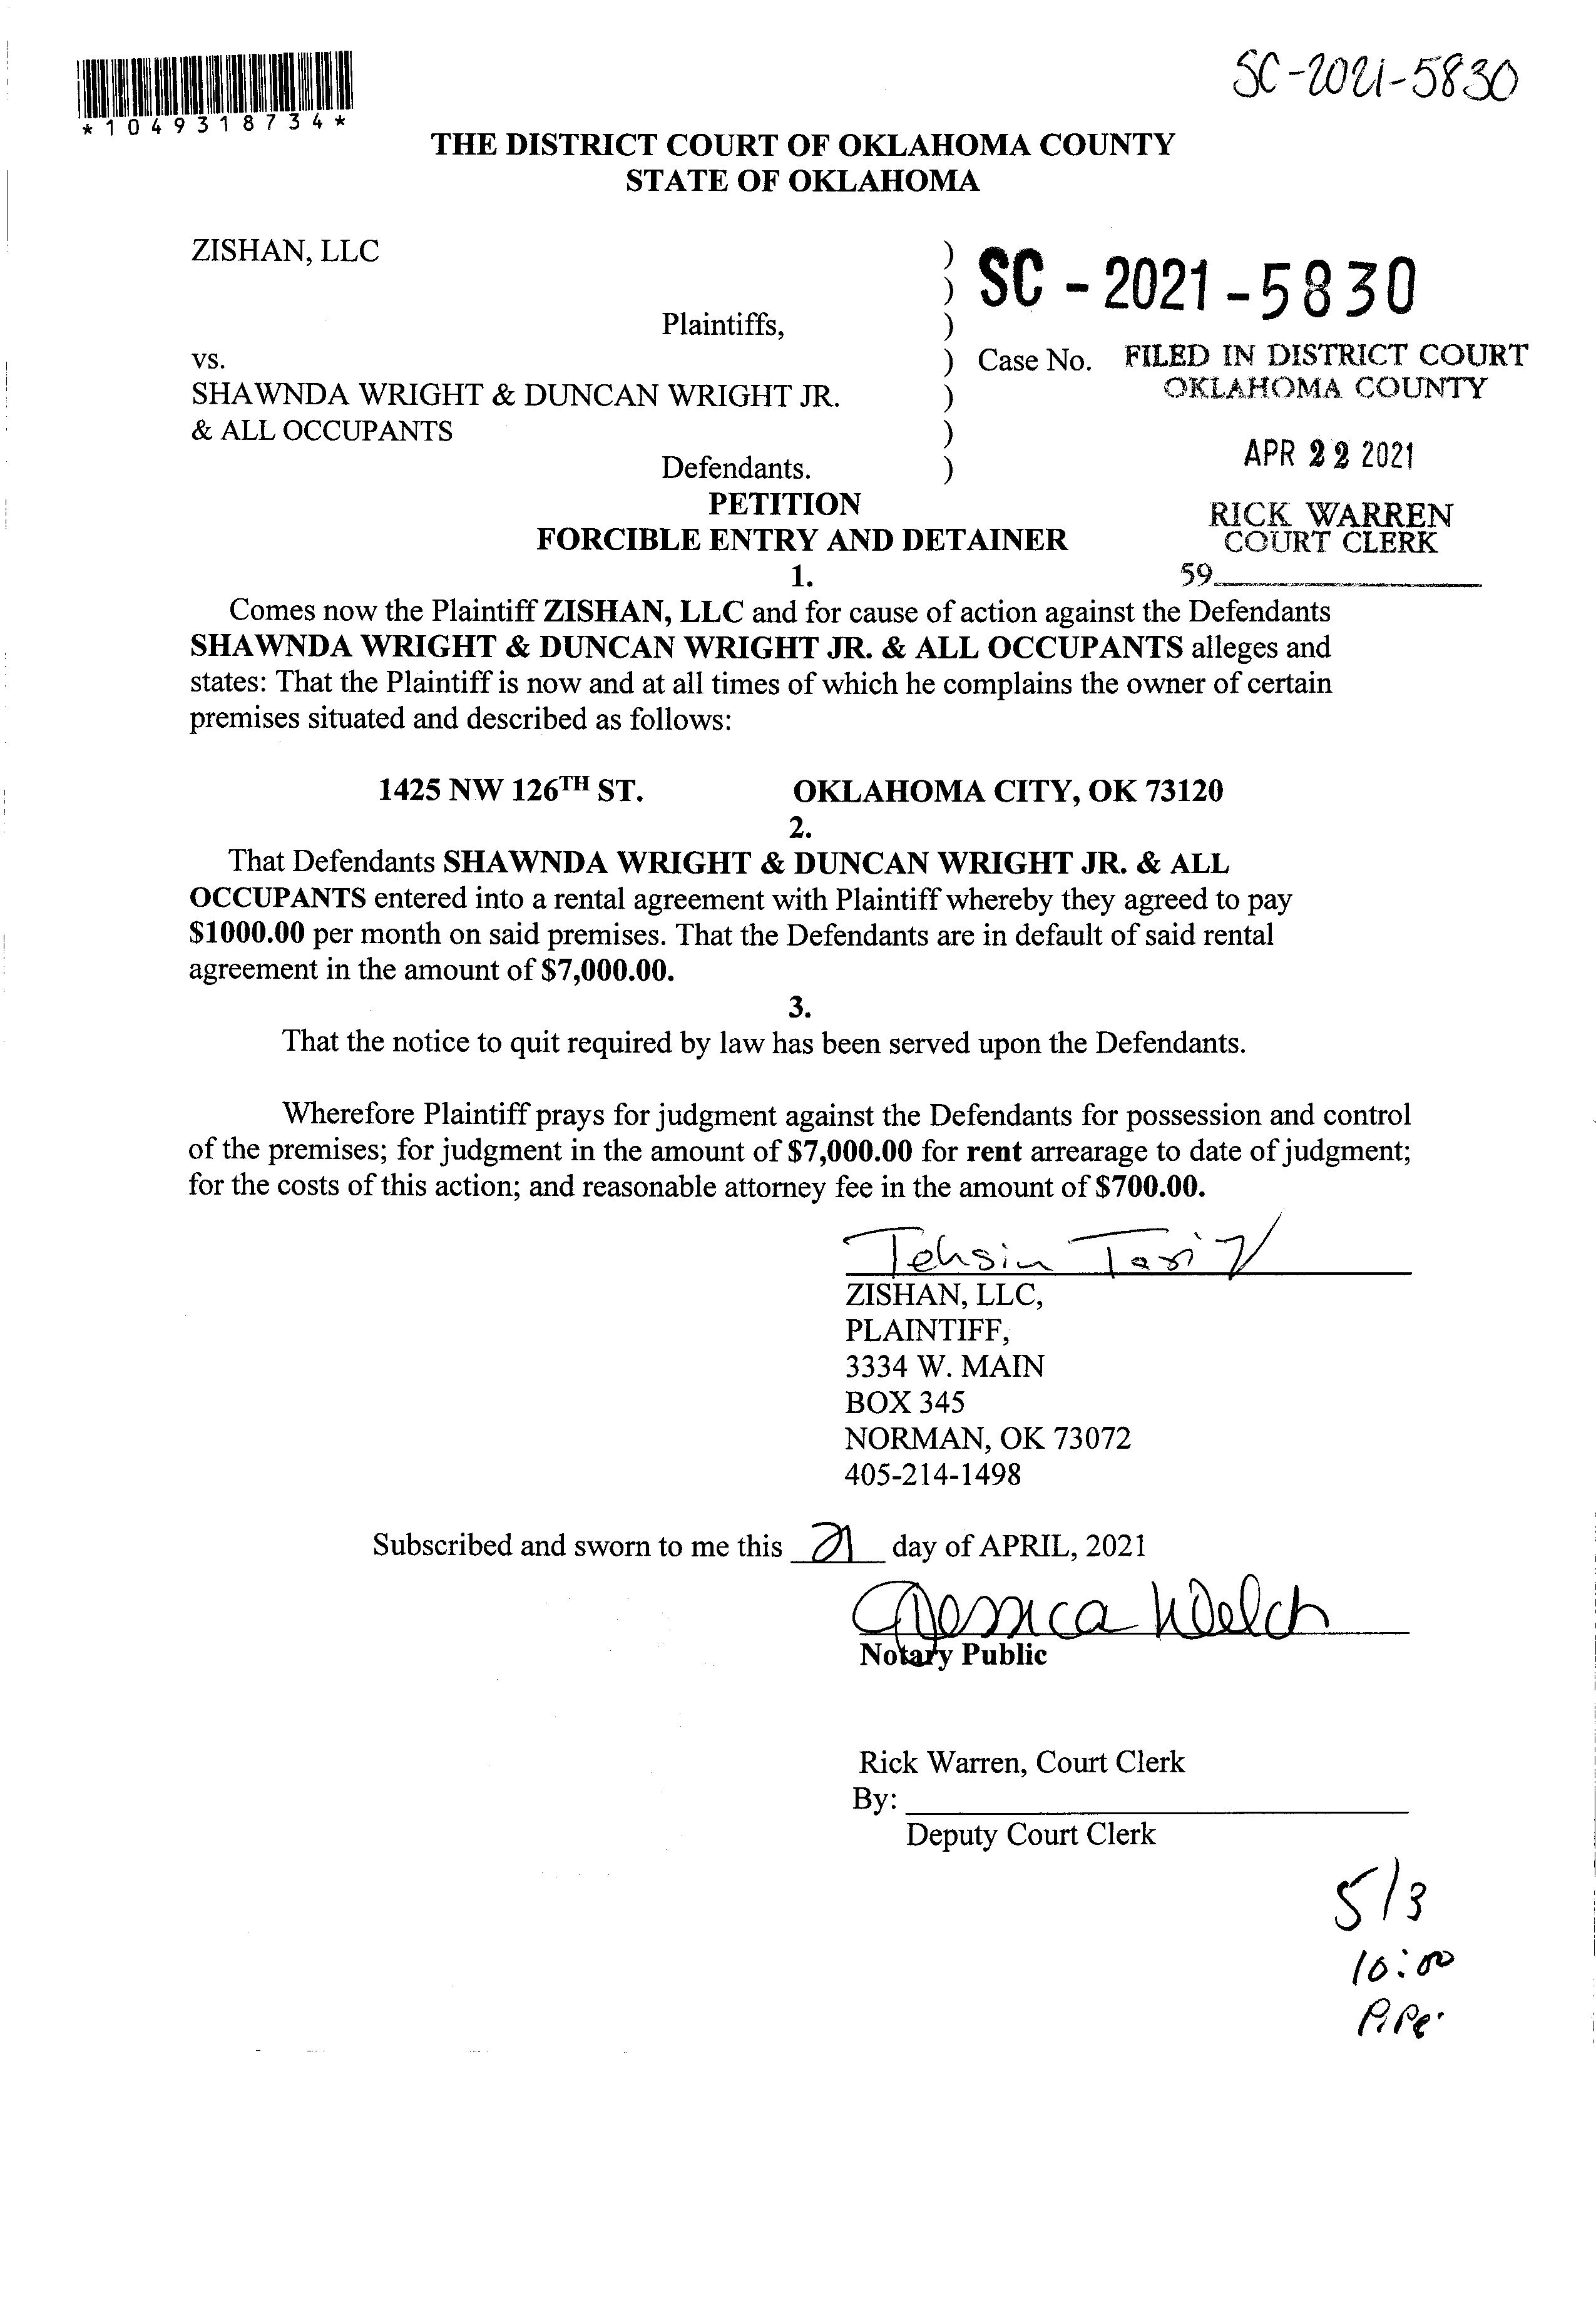 SC-2021-5830
*1049318734*
THE DISTRICT COURT OF OKLAHOMA COUNTY
STATE OF OKLAHOMA
ZISHAN, LLC )
) SC - 2021 - 5830
Plaintiffs, )
vs. ) Case No. FILED IN DISTRICT COURT
OKLAHOMA COUNTY
SHAWNDA WRIGHT & DUNCAN WRIGHT JR. )
& ALL OCCUPANTS )
APR 22 2021
Defendants. )
PETITION
RICK WARREN
COURT CLERK
FORCIBLE ENTRY AND DETAINER
1.
59
Comes now the Plaintiff ZISHAN, LLC and for cause of action against the Defendants
SHAWNDA WRIGHT & DUNCAN WRIGHT JR. & ALL OCCUPANTS alleges and
states: That the Plaintiff is now and at all times of which he complains the owner of certain
premises situated and described as follows:
1425 NW 126TH ST. OKLAHOMA CITY, OK 73120
2.
That Defendants SHAWNDA WRIGHT & DUNCAN WRIGHT JR. & ALL
OCCUPANTS entered into a rental agreement with Plaintiff whereby they agreed to pay
$1000.00 per month on said premises. That the Defendants are in default of said rental
agreement in the amount of $7,000.00.
3.
That the notice to quit required by law has been served upon the Defendants.
Wherefore Plaintiff prays for judgment against the Defendants for possession and control
of the premises; for judgment in the amount of $7,000.00 for rent arrearage to date of judgment;
for the costs of this action; and reasonable attorney fee in the amount of $700.00.
Tehsin Tariq
ZISHAN, LLC,
PLAINTIFF,
3334 W. MAIN
BOX 345
NORMAN, OK 73072
405-214-1498
Subscribed and sworn to me this 21 day of APRIL, 2021
Jessica Welch
Notary Public
Rick Warren, Court Clerk
By:
Deputy Court Clerk
5/3
10:00